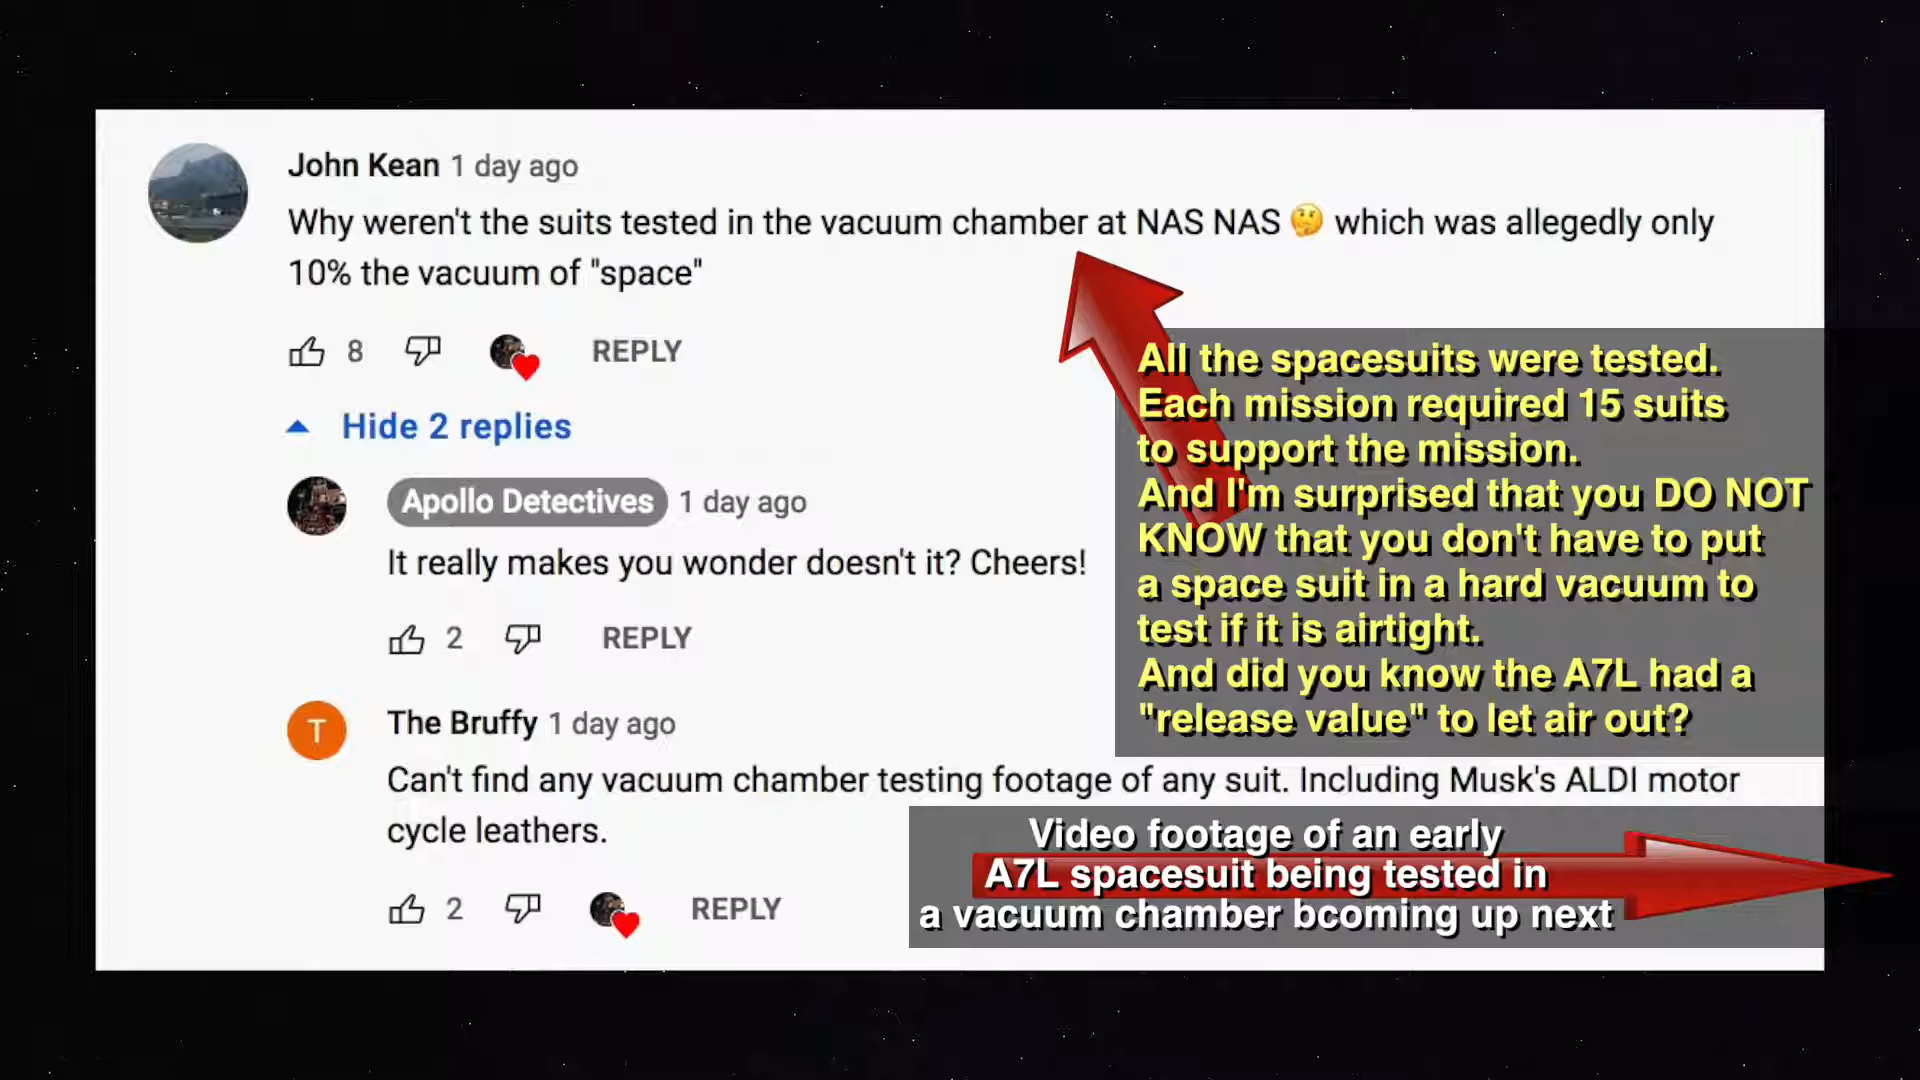 John Kean 1 day ago
Why weren't the suits tested in the vacuum chamber at NAS NAS 🤔 which was allegedly only
10% the vacuum of "space"
8 REPLY
Hide 2 replies
Apollo Detectives 1 day ago
It really makes you wonder doesn't it? Cheers!
2 REPLY
T
The Bruffy 1 day ago
Can't find any vacuum chamber testing footage of any suit. Including Musk's ALDI motor
cycle leathers.
2 REPLY
All the spacesuits were tested.
Each mission required 15 suits
to support the mission.
And I'm surprised that you DO NOT
KNOW that you don't have to put
a space suit in a hard vacuum to
test if it is airtight.
And did you know the A7L had a
"release value" to let air out?
Video footage of an early
A7L spacesuit being tested in
a vacuum chamber bcoming up next